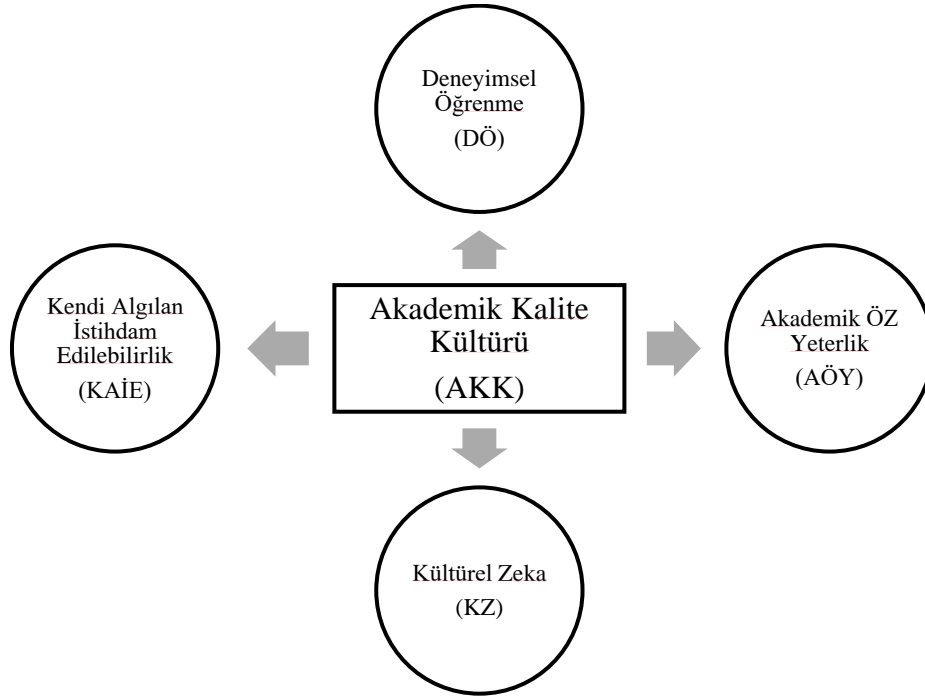 Deneyimsel
Öğrenme
(DÖ)
Kendi Algılan
İstihdam
Edilebilirlik
(KAİE)
Akademik Kalite
Kültürü
(AKK)
Akademik ÖZ
Yeterlik
(AÖY)
Kültürel Zeka
(KZ)